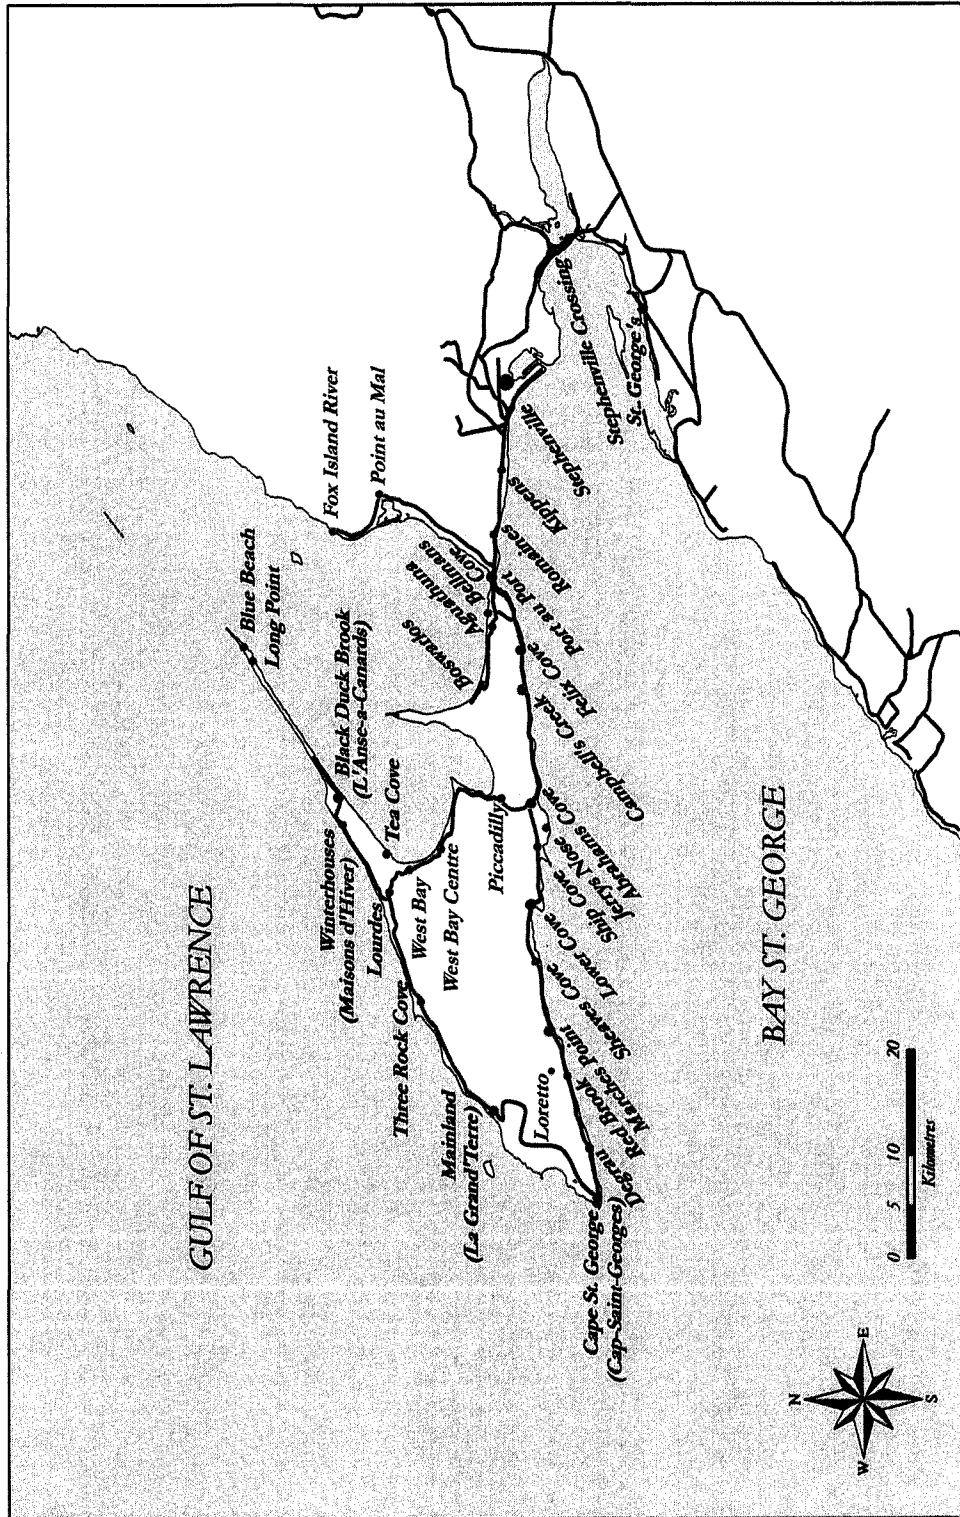 GULF OF ST. LAWRENCE
Blue Beach
Long Point
Fox Island River
Point au Mal
Black Duck Brook
(L'Anse-a-Canards)
Winterhouses
(Maisons d'Hiver)
Tea Cove
Lourdes
West Bay
West Bay Centre
Three Rock Cove
Piccadilly
Mainland
(La Grand'Terre)
Loretto
Boswarlos
Aguathuna
Bellmans
Cove
Cape St. George
(Cap-Saint-Georges)
Degrau
Red Brook
Marches Point
Sheaves Cove
Lower Cove
Ship Cove
Jerrys Nose
Abrahams Cove
Campbell's Creek
Felix Cove
Port au Port
Romaines
Kippens
Stephenville
Stephenville Crossing
St. George's
BAY ST. GEORGE
0 5 10 20
Kilometres
N
W E
S